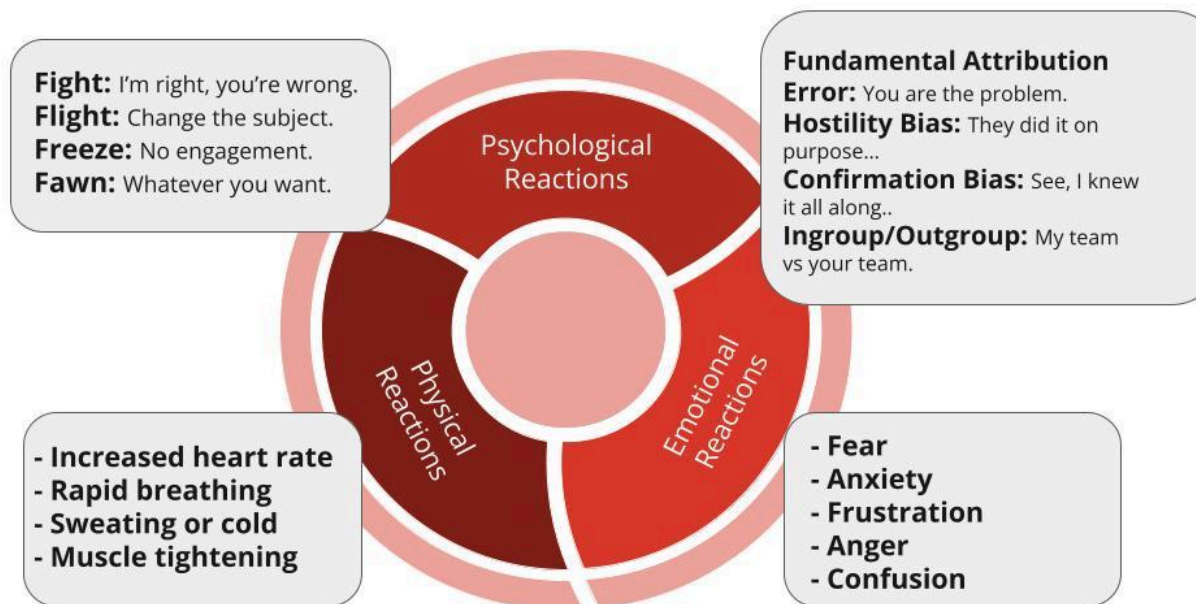 Fight: I'm right, you're wrong.
Flight: Change the subject.
Freeze: No engagement.
Fawn: Whatever you want.
Psychological
Reactions
Fundamental Attribution
Error: You are the problem.
Hostility Bias: They did it on
purpose...
Confirmation Bias: See, I knew
it all along..
Ingroup/Outgroup: My team
vs your team.
Physical
Reactions
Emotional
Reactions
- Increased heart rate
- Rapid breathing
- Sweating or cold
- Muscle tightening
- Fear
- Anxiety
- Frustration
- Anger
- Confusion